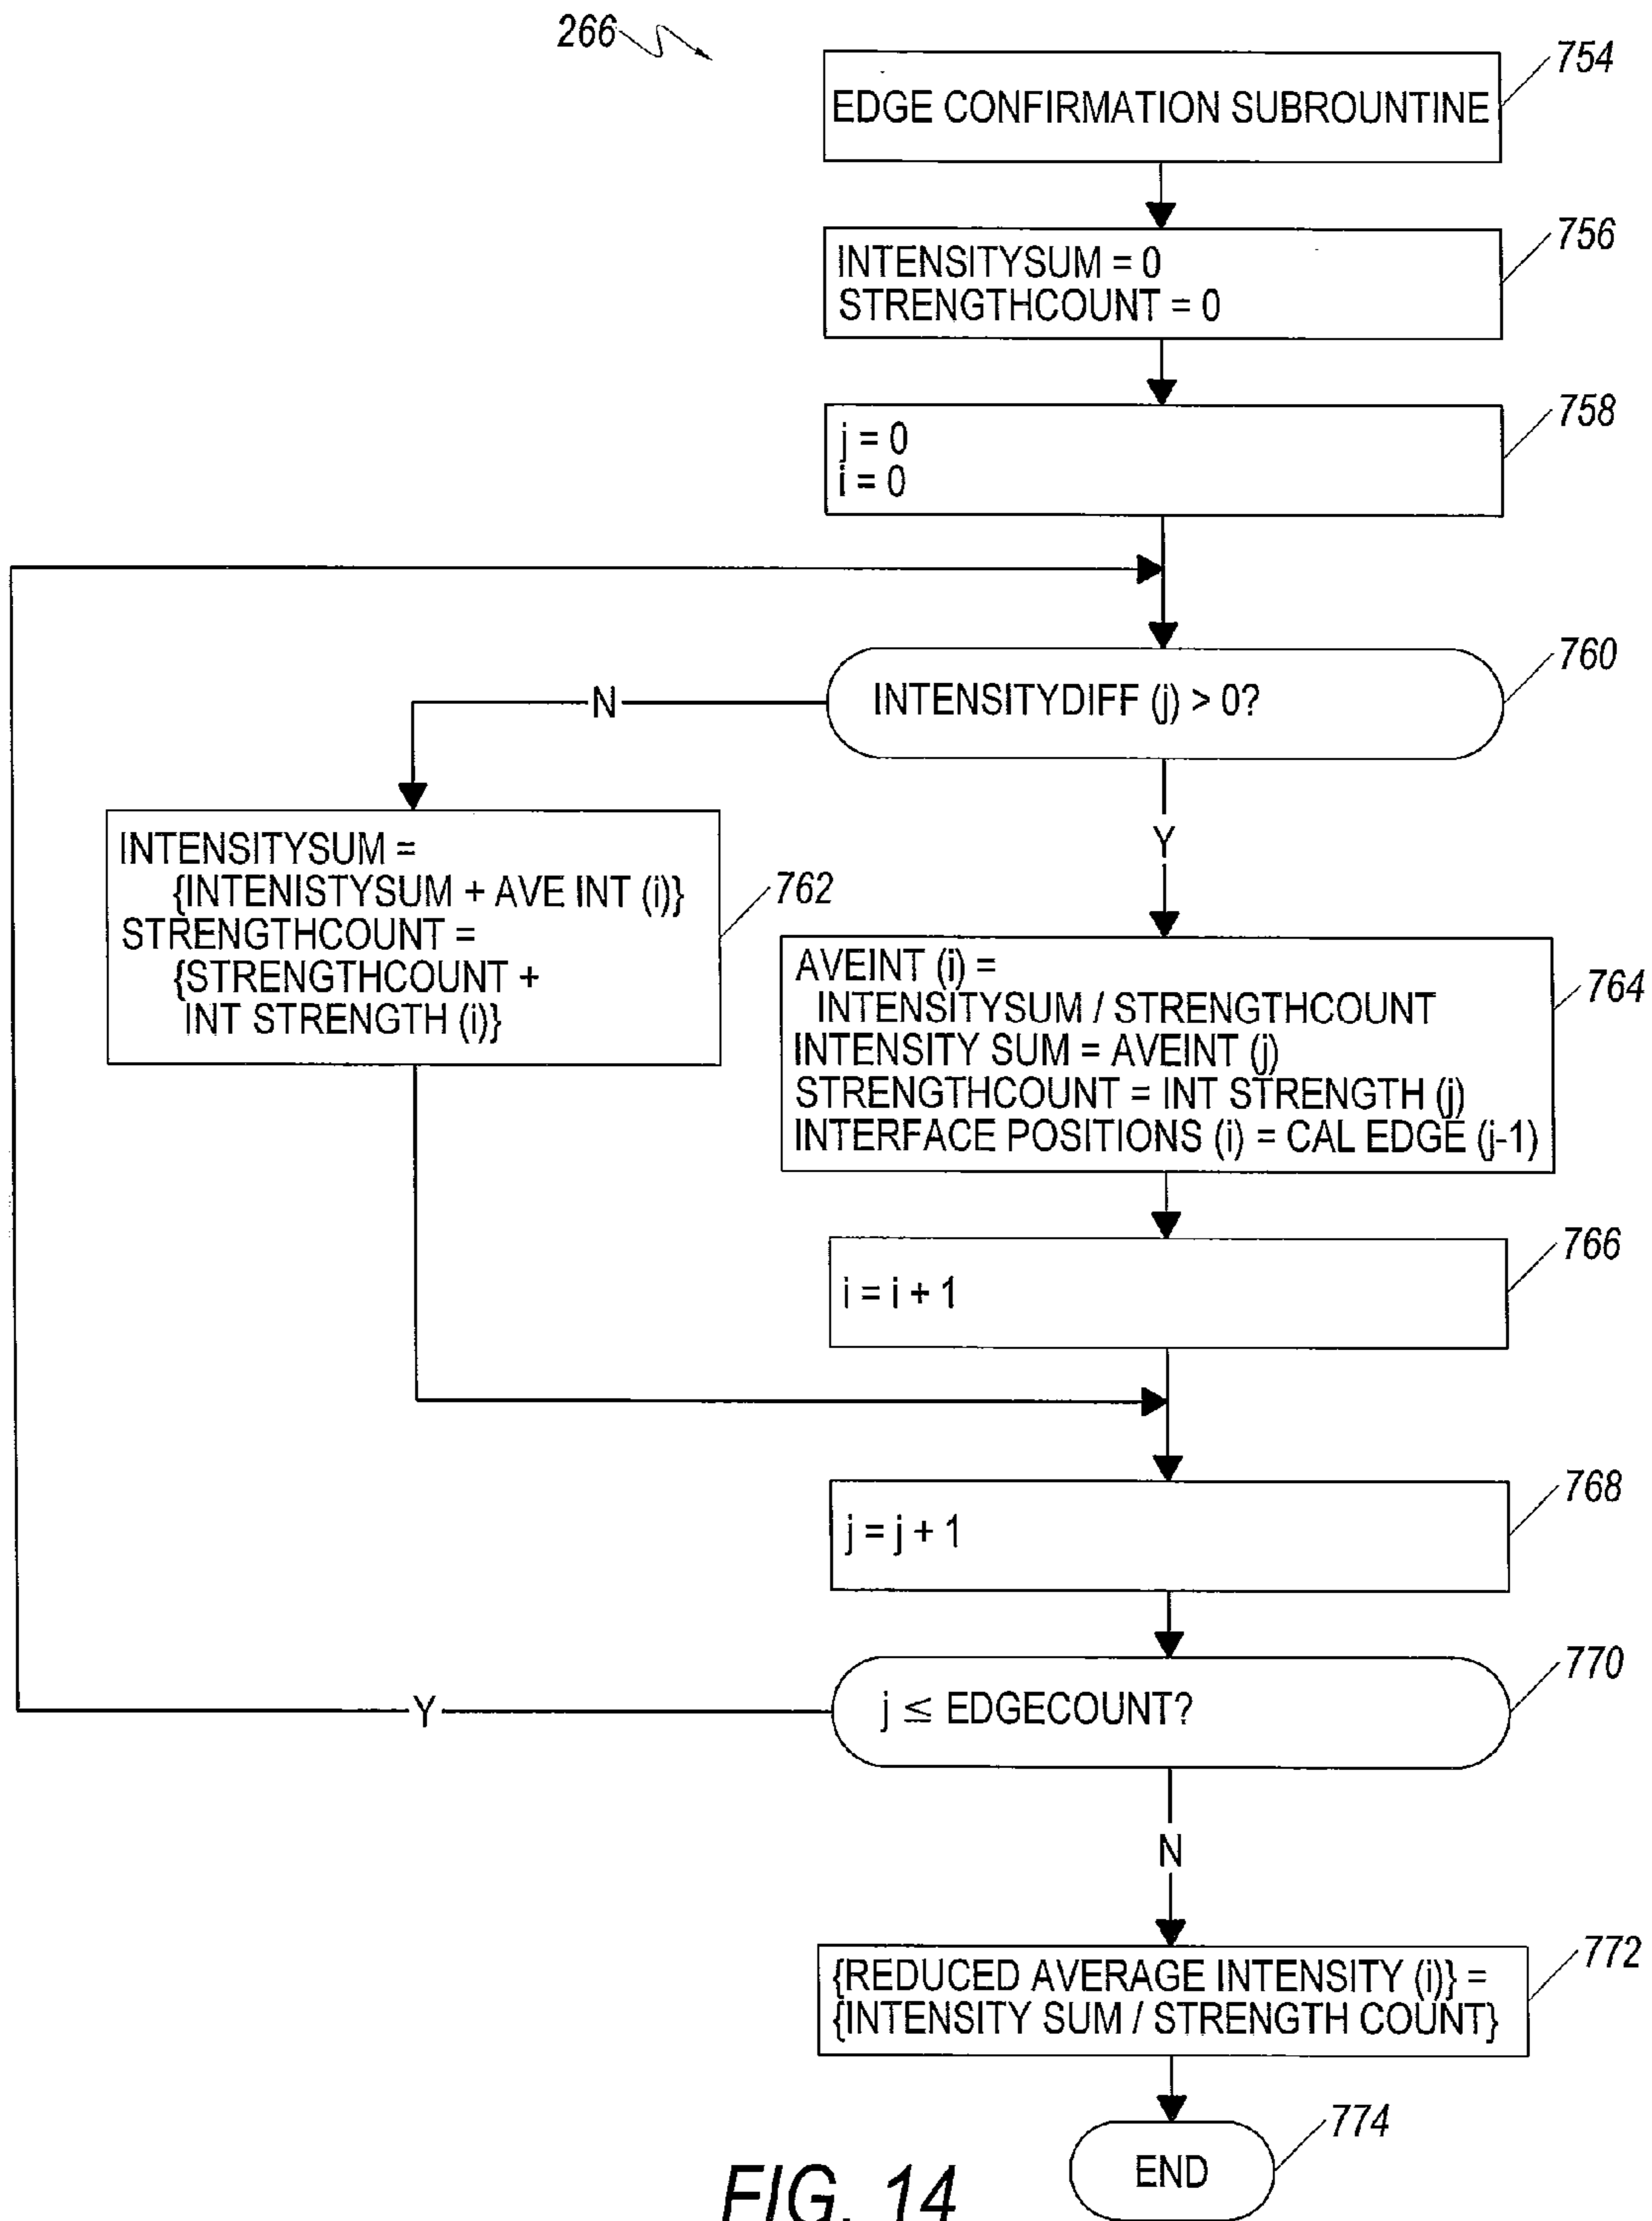 266
754
EDGE CONFIRMATION SUBROUNTINE
756
INTENSITYSUM = 0
STRENGTHCOUNT = 0
758
j = 0
i = 0
760
INTENSITYDIFF (j) > 0?
N
Y
762
INTENSITYSUM =
{INTENISTYSUM + AVE INT (i)}
STRENGTHCOUNT =
{STRENGTHCOUNT +
INT STRENGTH (i)}
764
AVEINT (i) =
INTENSITYSUM / STRENGTHCOUNT
INTENSITY SUM = AVEINT (j)
STRENGTHCOUNT = INT STRENGTH (j)
INTERFACE POSITIONS (i) = CAL EDGE (j-1)
766
i = i + 1
768
j = j + 1
770
j ≤ EDGECOUNT?
Y
N
772
{REDUCED AVERAGE INTENSITY (i)} =
{INTENSITY SUM / STRENGTH COUNT}
774
END
FIG. 14